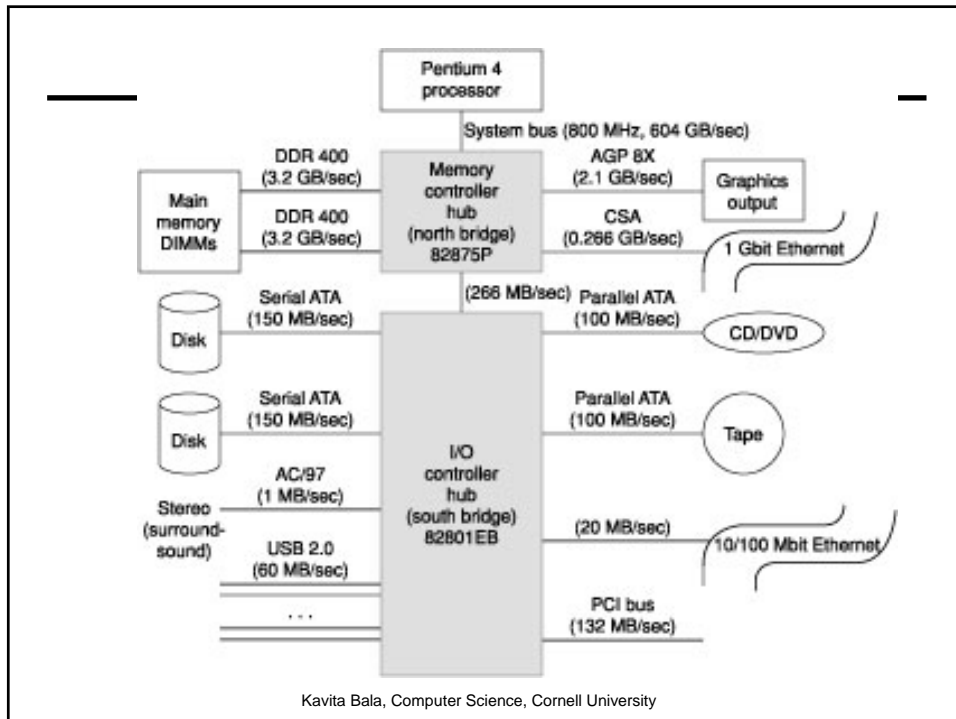 Pentium 4
processor
System bus (800 MHz, 604 GB/sec)
DDR 400
(3.2 GB/sec)
AGP 8X
(2.1 GB/sec)
Main
memory
DIMMs
Memory
controller
hub
(north bridge)
82875P
Graphics
output
DDR 400
(3.2 GB/sec)
CSA
(0.266 GB/sec)
1 Gbit Ethernet
(266 MB/sec)
Serial ATA
(150 MB/sec)
Parallel ATA
(100 MB/sec)
Disk
CD/DVD
Serial ATA
(150 MB/sec)
Parallel ATA
(100 MB/sec)
Disk
Tape
I/O
controller
hub
(south bridge)
82801EB
AC/97
(1 MB/sec)
Stereo
(surround-
sound)
(20 MB/sec)
10/100 Mbit Ethernet
USB 2.0
(60 MB/sec)
. . .
PCI bus
(132 MB/sec)
Kavita Bala, Computer Science, Cornell University